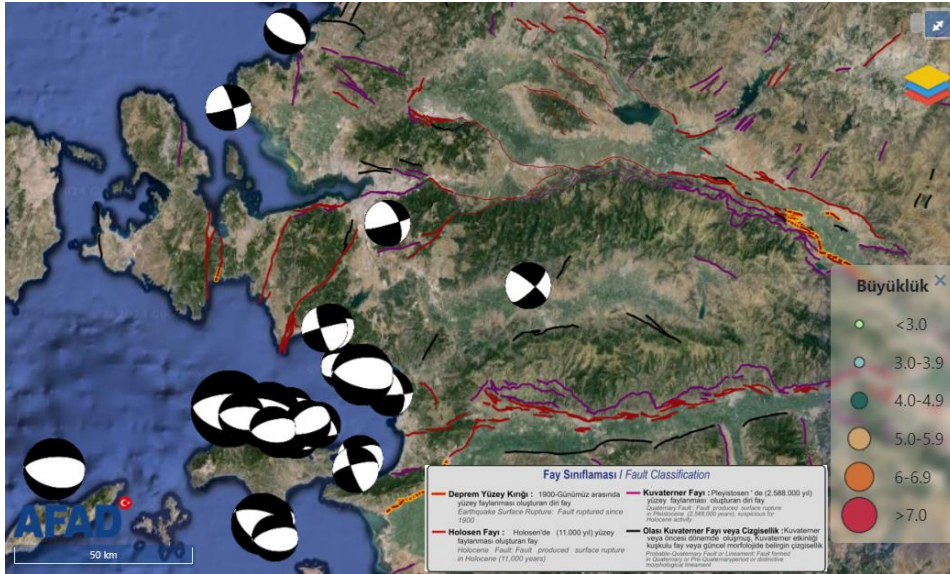 Büyüklük
<3.0
3.0-3.9
4.0-4.9
5.0-5.9
6-6.9
>7.0
Fay Sınıflaması / Fault Classification
Deprem Yüzey Kırığı : 1900-Günümüz arasında
yüzey faylanması oluşturan diri fay
Earthquake Surface Rupture: Fault ruptured since
1900
Holosen Fayı : Holosen'de (11.000 yıl) yüzey
faylanması oluşturan fay
Holocene Fault: Fault produced surface rupture
in Holocene (11,000 years)
Kuvaterner Fayı : Pleyistosen ' de (2.588.000 yıl)
yüzey faylanması oluşturan diri fay
Quaternary Fault : Fault produced surface rupture
in Pleistocene (2,588,000 years), suspicious for
Holocene activity
Olası Kuvaterner Fayı veya Çizgisellik : Kuvaterner
veya öncesi dönemde oluşmuş, Kuvaterner etkinliği
kuşkulu fay veya güncel morfolojide belirgin çizgisellik
Probable-Quaternary Fault or Lineament: Fault formed
in Quaternary or Pre-Quaternaryperiod or distinctive
morphological lineament
AFAD
50 km